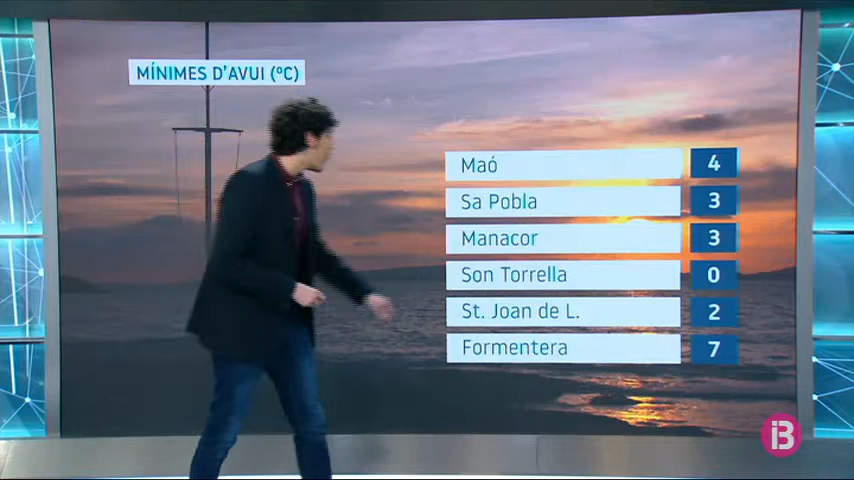 MÍNIMES D'AVUI (ºC)
Maó 4
Sa Pobla 3
Manacor 3
Son Torrella 0
St. Joan de L. 2
Formentera 7
IB